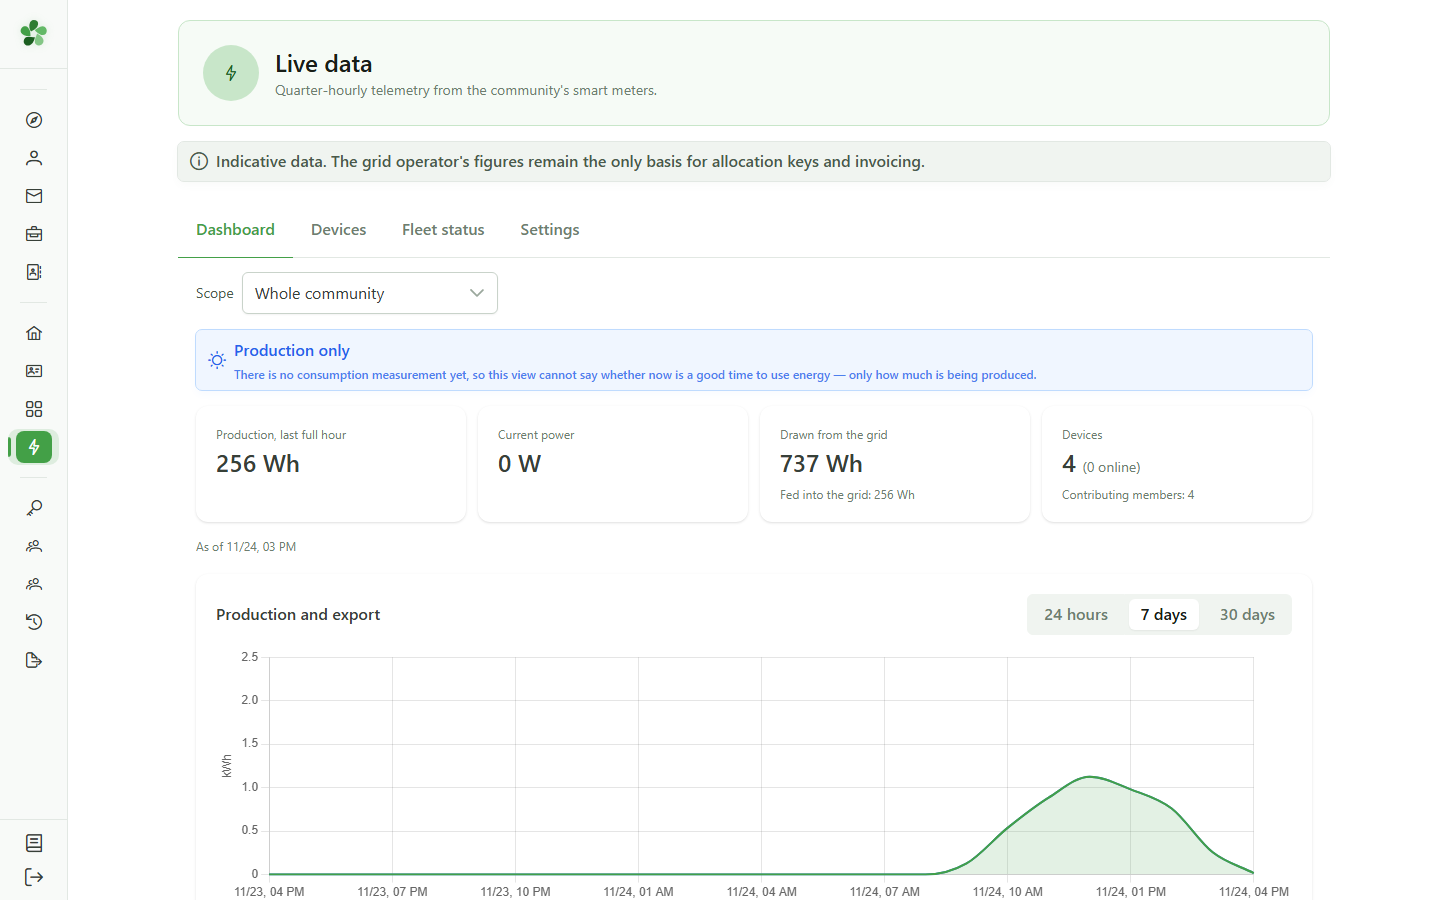 Live data
Quarter-hourly telemetry from the community's smart meters.
Indicative data. The grid operator's figures remain the only basis for allocation keys and invoicing.
Dashboard Devices Fleet status Settings
Scope Whole community
Production only
There is no consumption measurement yet, so this view cannot say whether now is a good time to use energy — only how much is being produced.
Production, last full hour
256 Wh
Current power
0 W
Drawn from the grid
737 Wh
Fed into the grid: 256 Wh
Devices
4 (0 online)
Contributing members: 4
As of 11/24, 03 PM
Production and export
24 hours 7 days 30 days
2.5
2.0
1.5
1.0
0.5
0
kWh
11/23, 04 PM 11/23, 07 PM 11/23, 10 PM 11/24, 01 AM 11/24, 04 AM 11/24, 07 AM 11/24, 10 AM 11/24, 01 PM 11/24, 04 PM